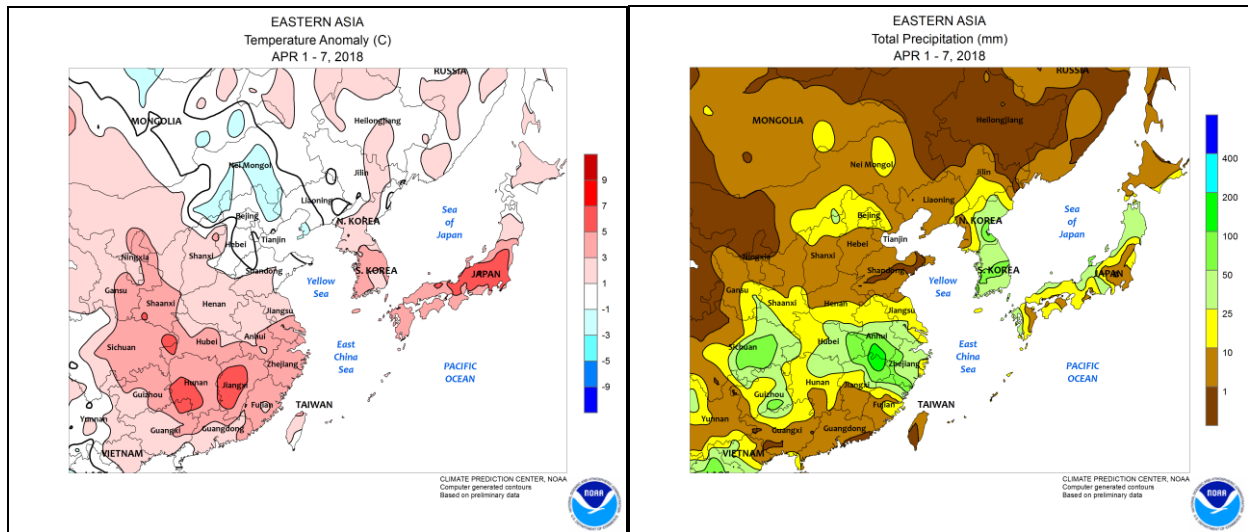 EASTERN ASIA
Temperature Anomaly (C)
APR 1 - 7, 2018
RUSSIA
MONGOLIA
Heilongjiang
Nei Mongol
Jilin
Liaoning
Bejing
Sea
of
Japan
N. KOREA
Tianjin
Hebei
Ningxia
Shanxi
Shandong
S. KOREA
JAPAN
Gansu
Yellow
Sea
Shaanxi
Henan
Jiangsu
Sichuan
Hubei
Anhui
East
China
Sea
Zhejiang
PACIFIC
OCEAN
Hunan
Jiangxi
Guizhou
Fujian
TAIWAN
Yunnan
Guangxi
Guangdong
VIETNAM
9
7
5
3
1
-1
-3
-5
-7
-9
CLIMATE PREDICTION CENTER, NOAA
Computer generated contours
Based on preliminary data
NOAA
EASTERN ASIA
Total Precipitation (mm)
APR 1 - 7, 2018
RUSSIA
MONGOLIA
Heilongjiang
Nei Mongol
Jilin
Liaoning
Bejing
Sea
of
Japan
N. KOREA
Tianjin
Hebei
Ningxia
Shandong
S. KOREA
JAPAN
Gansu
Yellow
Sea
Shaanxi
Henan
Jiangsu
Sichuan
Hubei
Anhui
East
China
Sea
Zhejiang
PACIFIC
OCEAN
Hunan
Jiangxi
Guizhou
Fujian
TAIWAN
Yunnan
Guangxi
Guangdong
VIETNAM
400
200
100
50
25
10
1
CLIMATE PREDICTION CENTER, NOAA
Computer generated contours
Based on preliminary data
NOAA